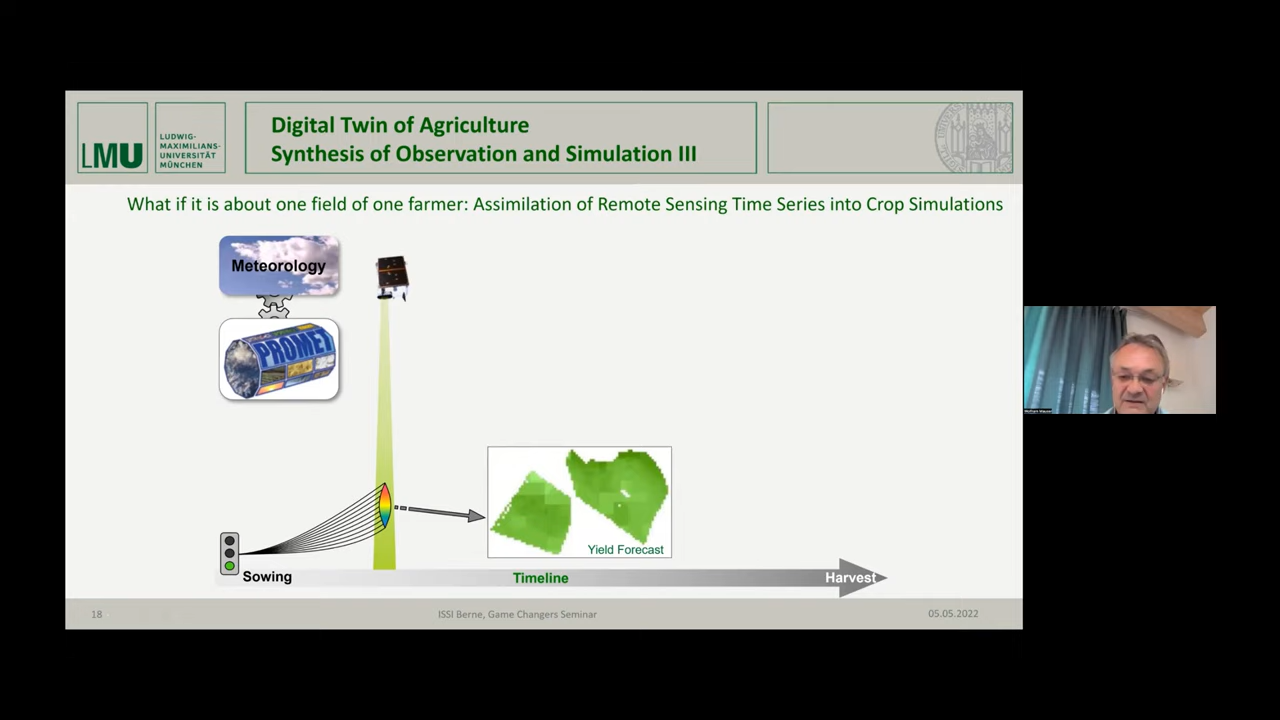 LMU
LUDWIG-
MAXIMILIANS-
UNIVERSITÄT
MÜNCHEN
Digital Twin of Agriculture
Synthesis of Observation and Simulation III
What if it is about one field of one farmer: Assimilation of Remote Sensing Time Series into Crop Simulations
Meteorology
PROMET
Yield Forecast
Sowing
Timeline
Harvest
18
ISSI Berne, Game Changers Seminar
05.05.2022